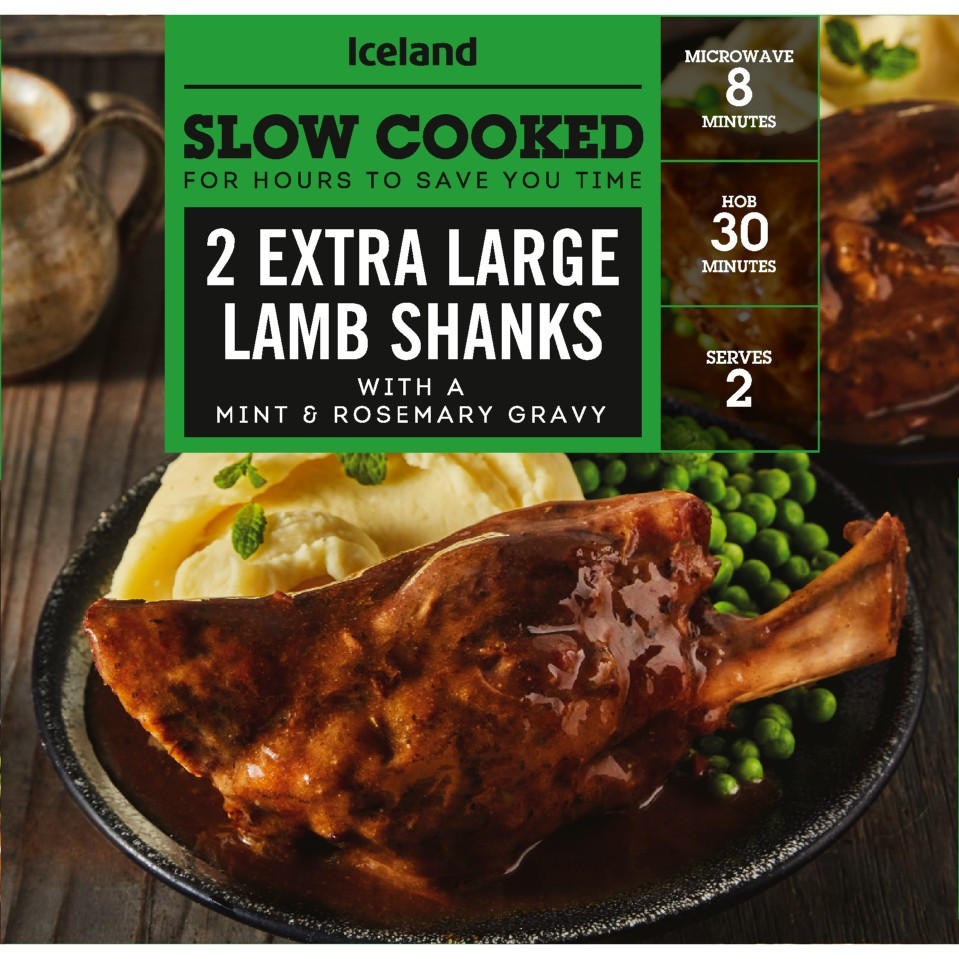 Iceland
SLOW COOKED
FOR HOURS TO SAVE YOU TIME
2 EXTRA LARGE
LAMB SHANKS
WITH A
MINT & ROSEMARY GRAVY
MICROWAVE
8
MINUTES
HOB
30
MINUTES
SERVES
2